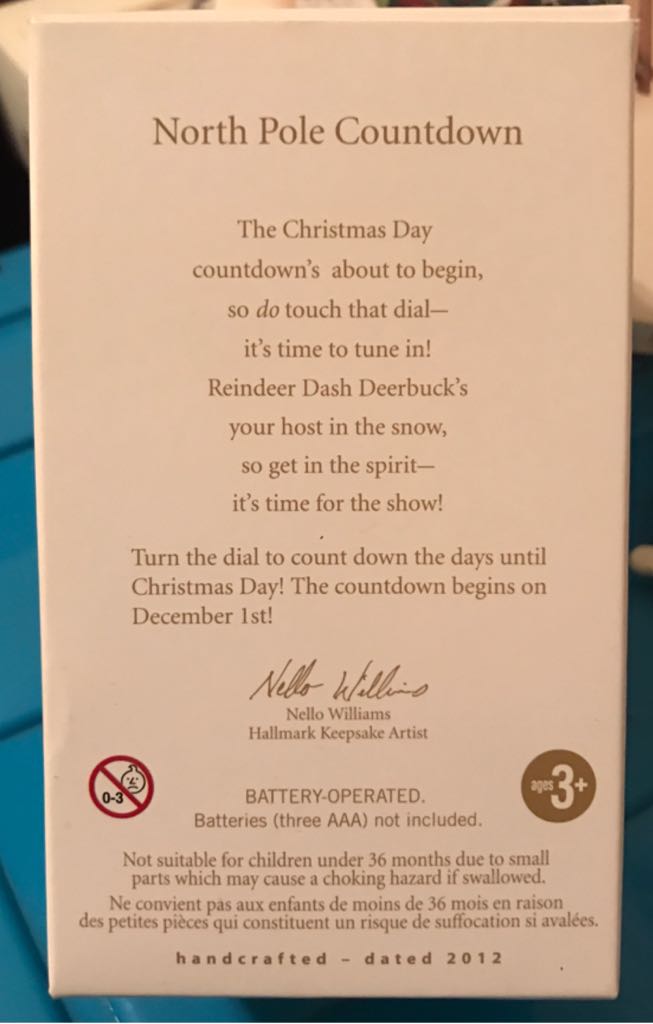 North Pole Countdown
The Christmas Day
countdown's about to begin,
so do touch that dial—
it's time to tune in!
Reindeer Dash Deerbuck's
your host in the snow,
so get in the spirit—
it's time for the show!
Turn the dial to count down the days until
Christmas Day! The countdown begins on
December 1st!
Nello Williams
Nello Williams
Hallmark Keepsake Artist
0-3
ages 3+
BATTERY-OPERATED.
Batteries (three AAA) not included.
Not suitable for children under 36 months due to small
parts which may cause a choking hazard if swallowed.
Ne convient pas aux enfants de moins de 36 mois en raison
des petites pièces qui constituent un risque de suffocation si avalées.
handcrafted – dated 2012